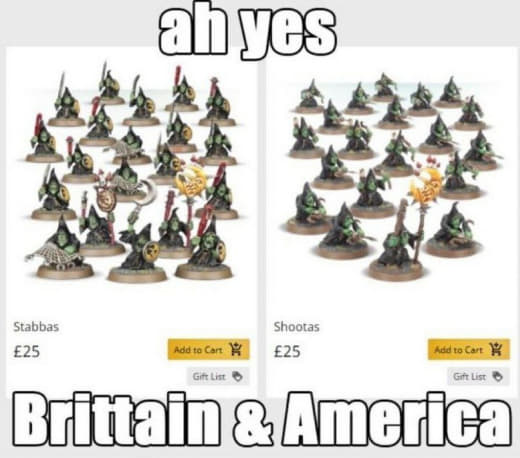 ah yes
Stabbas
£25
Add to Cart
Gift List
Shootas
£25
Add to Cart
Gift List
Brittain & America